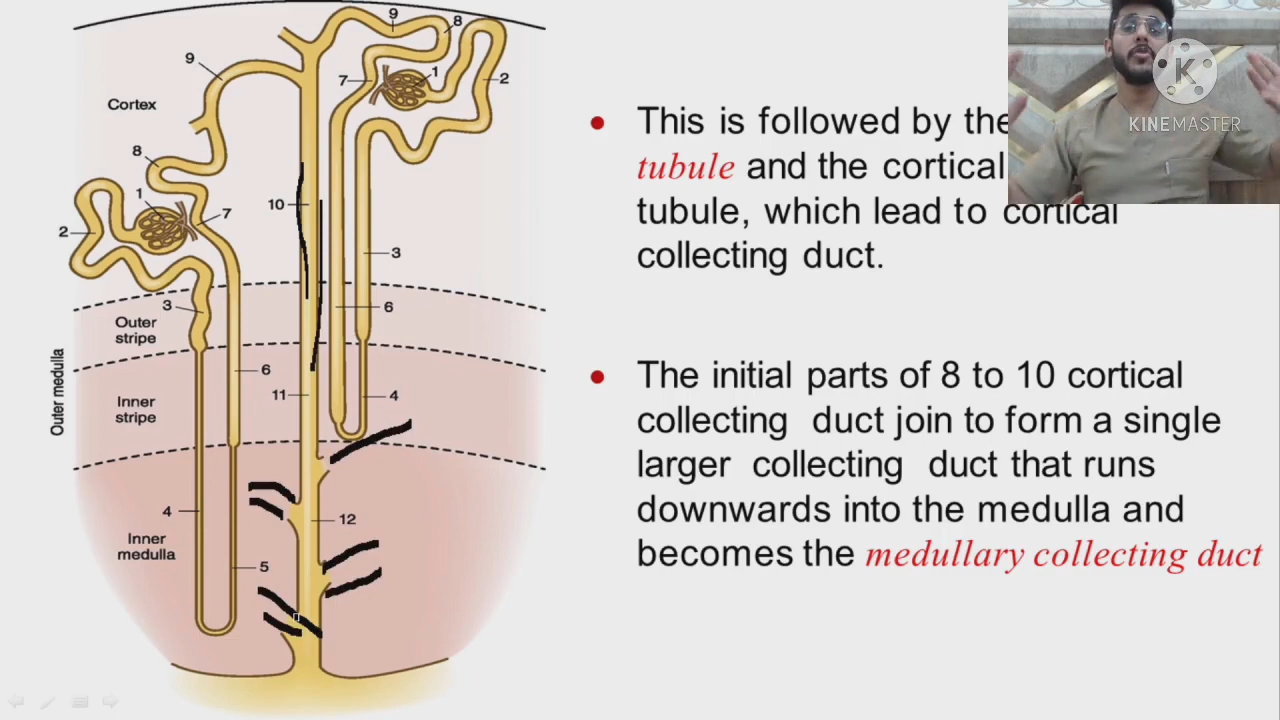 9
8
9
7
1
2
Cortex
8
1
7
10
2
3
3
6
Outer
stripe
Outer medulla
6
11
4
Inner
stripe
4
12
Inner
medulla
5
This is followed by the
tubule and the cortical
tubule, which lead to cortical
collecting duct.
The initial parts of 8 to 10 cortical
collecting duct join to form a single
larger collecting duct that runs
downwards into the medulla and
becomes the medullary collecting duct
K
KINEMASTER